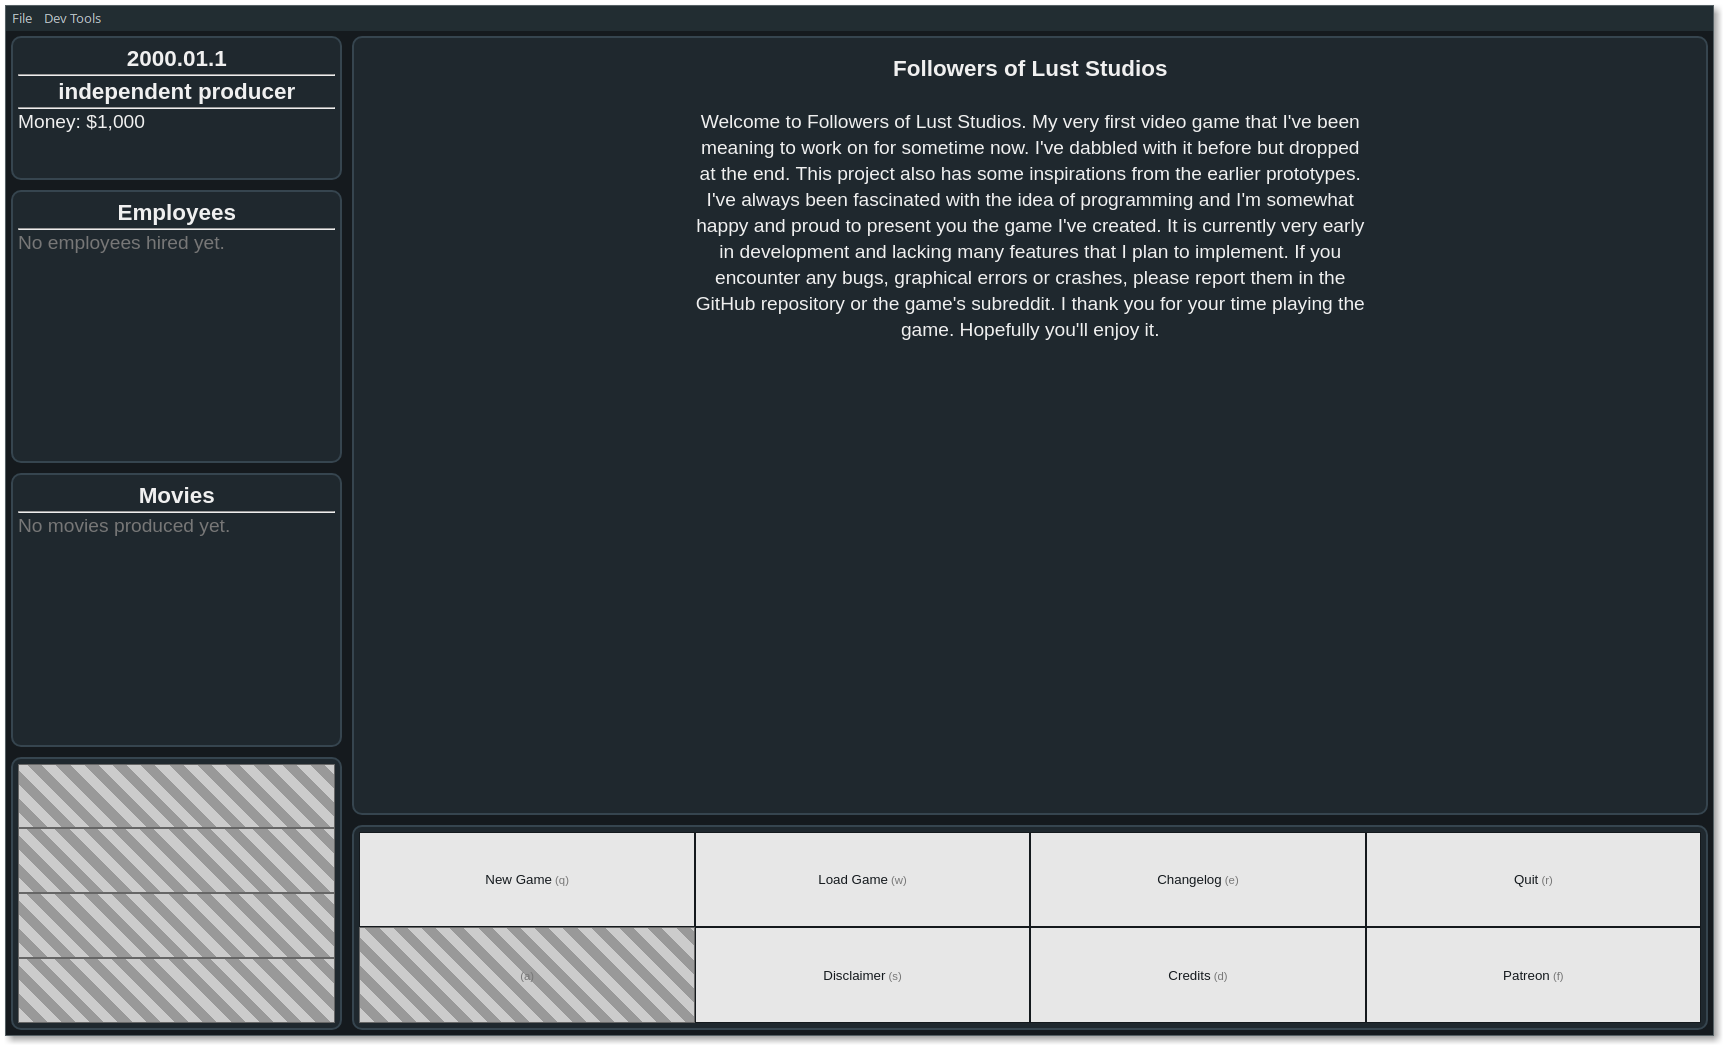 File Dev Tools
2000.01.1
independent producer
Money: $1,000
Employees
No employees hired yet.
Movies
No movies produced yet.
Followers of Lust Studios
Welcome to Followers of Lust Studios. My very first video game that I've been
meaning to work on for sometime now. I've dabbled with it before but dropped
at the end. This project also has some inspirations from the earlier prototypes.
I've always been fascinated with the idea of programming and I'm somewhat
happy and proud to present you the game I've created. It is currently very early
in development and lacking many features that I plan to implement. If you
encounter any bugs, graphical errors or crashes, please report them in the
GitHub repository or the game's subreddit. I thank you for your time playing the
game. Hopefully you'll enjoy it.
New Game (q)
Load Game (w)
Changelog (e)
Quit (r)
(a)
Disclaimer (s)
Credits (d)
Patreon (f)